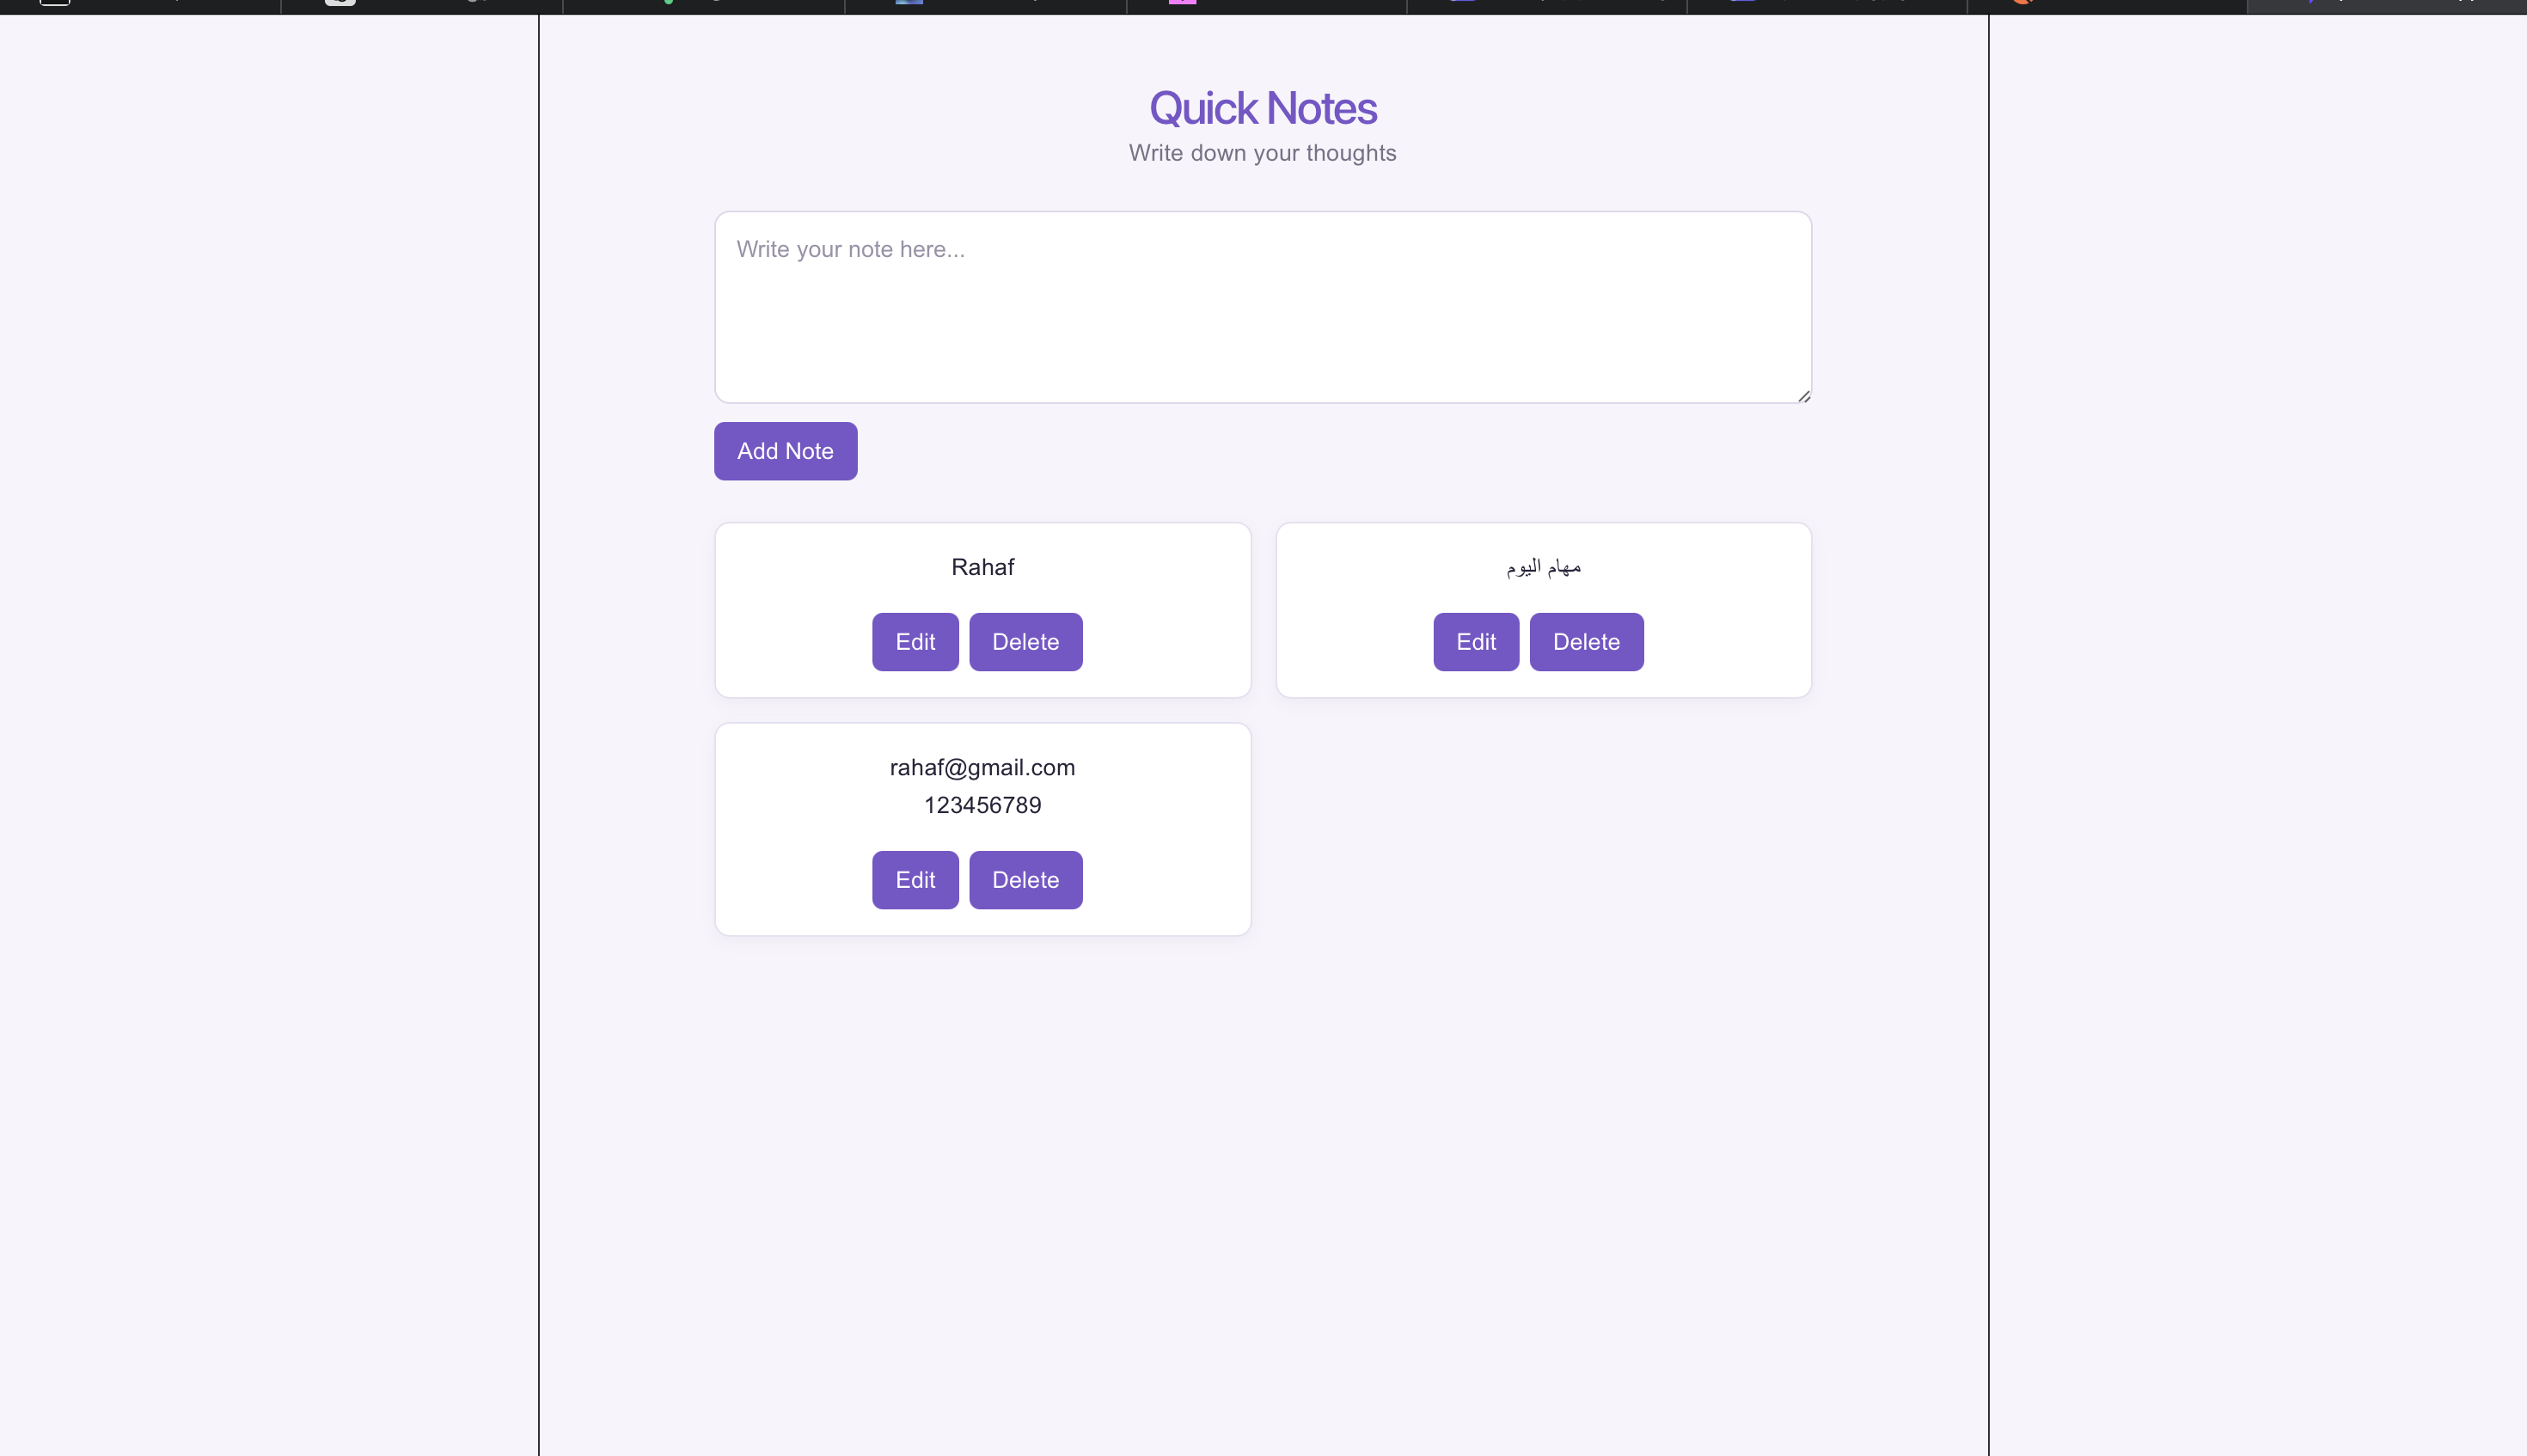 Quick Notes
Write down your thoughts
Write your note here...
Add Note
Rahaf
Edit Delete
مهام اليوم
Edit Delete
rahaf@gmail.com
123456789
Edit Delete